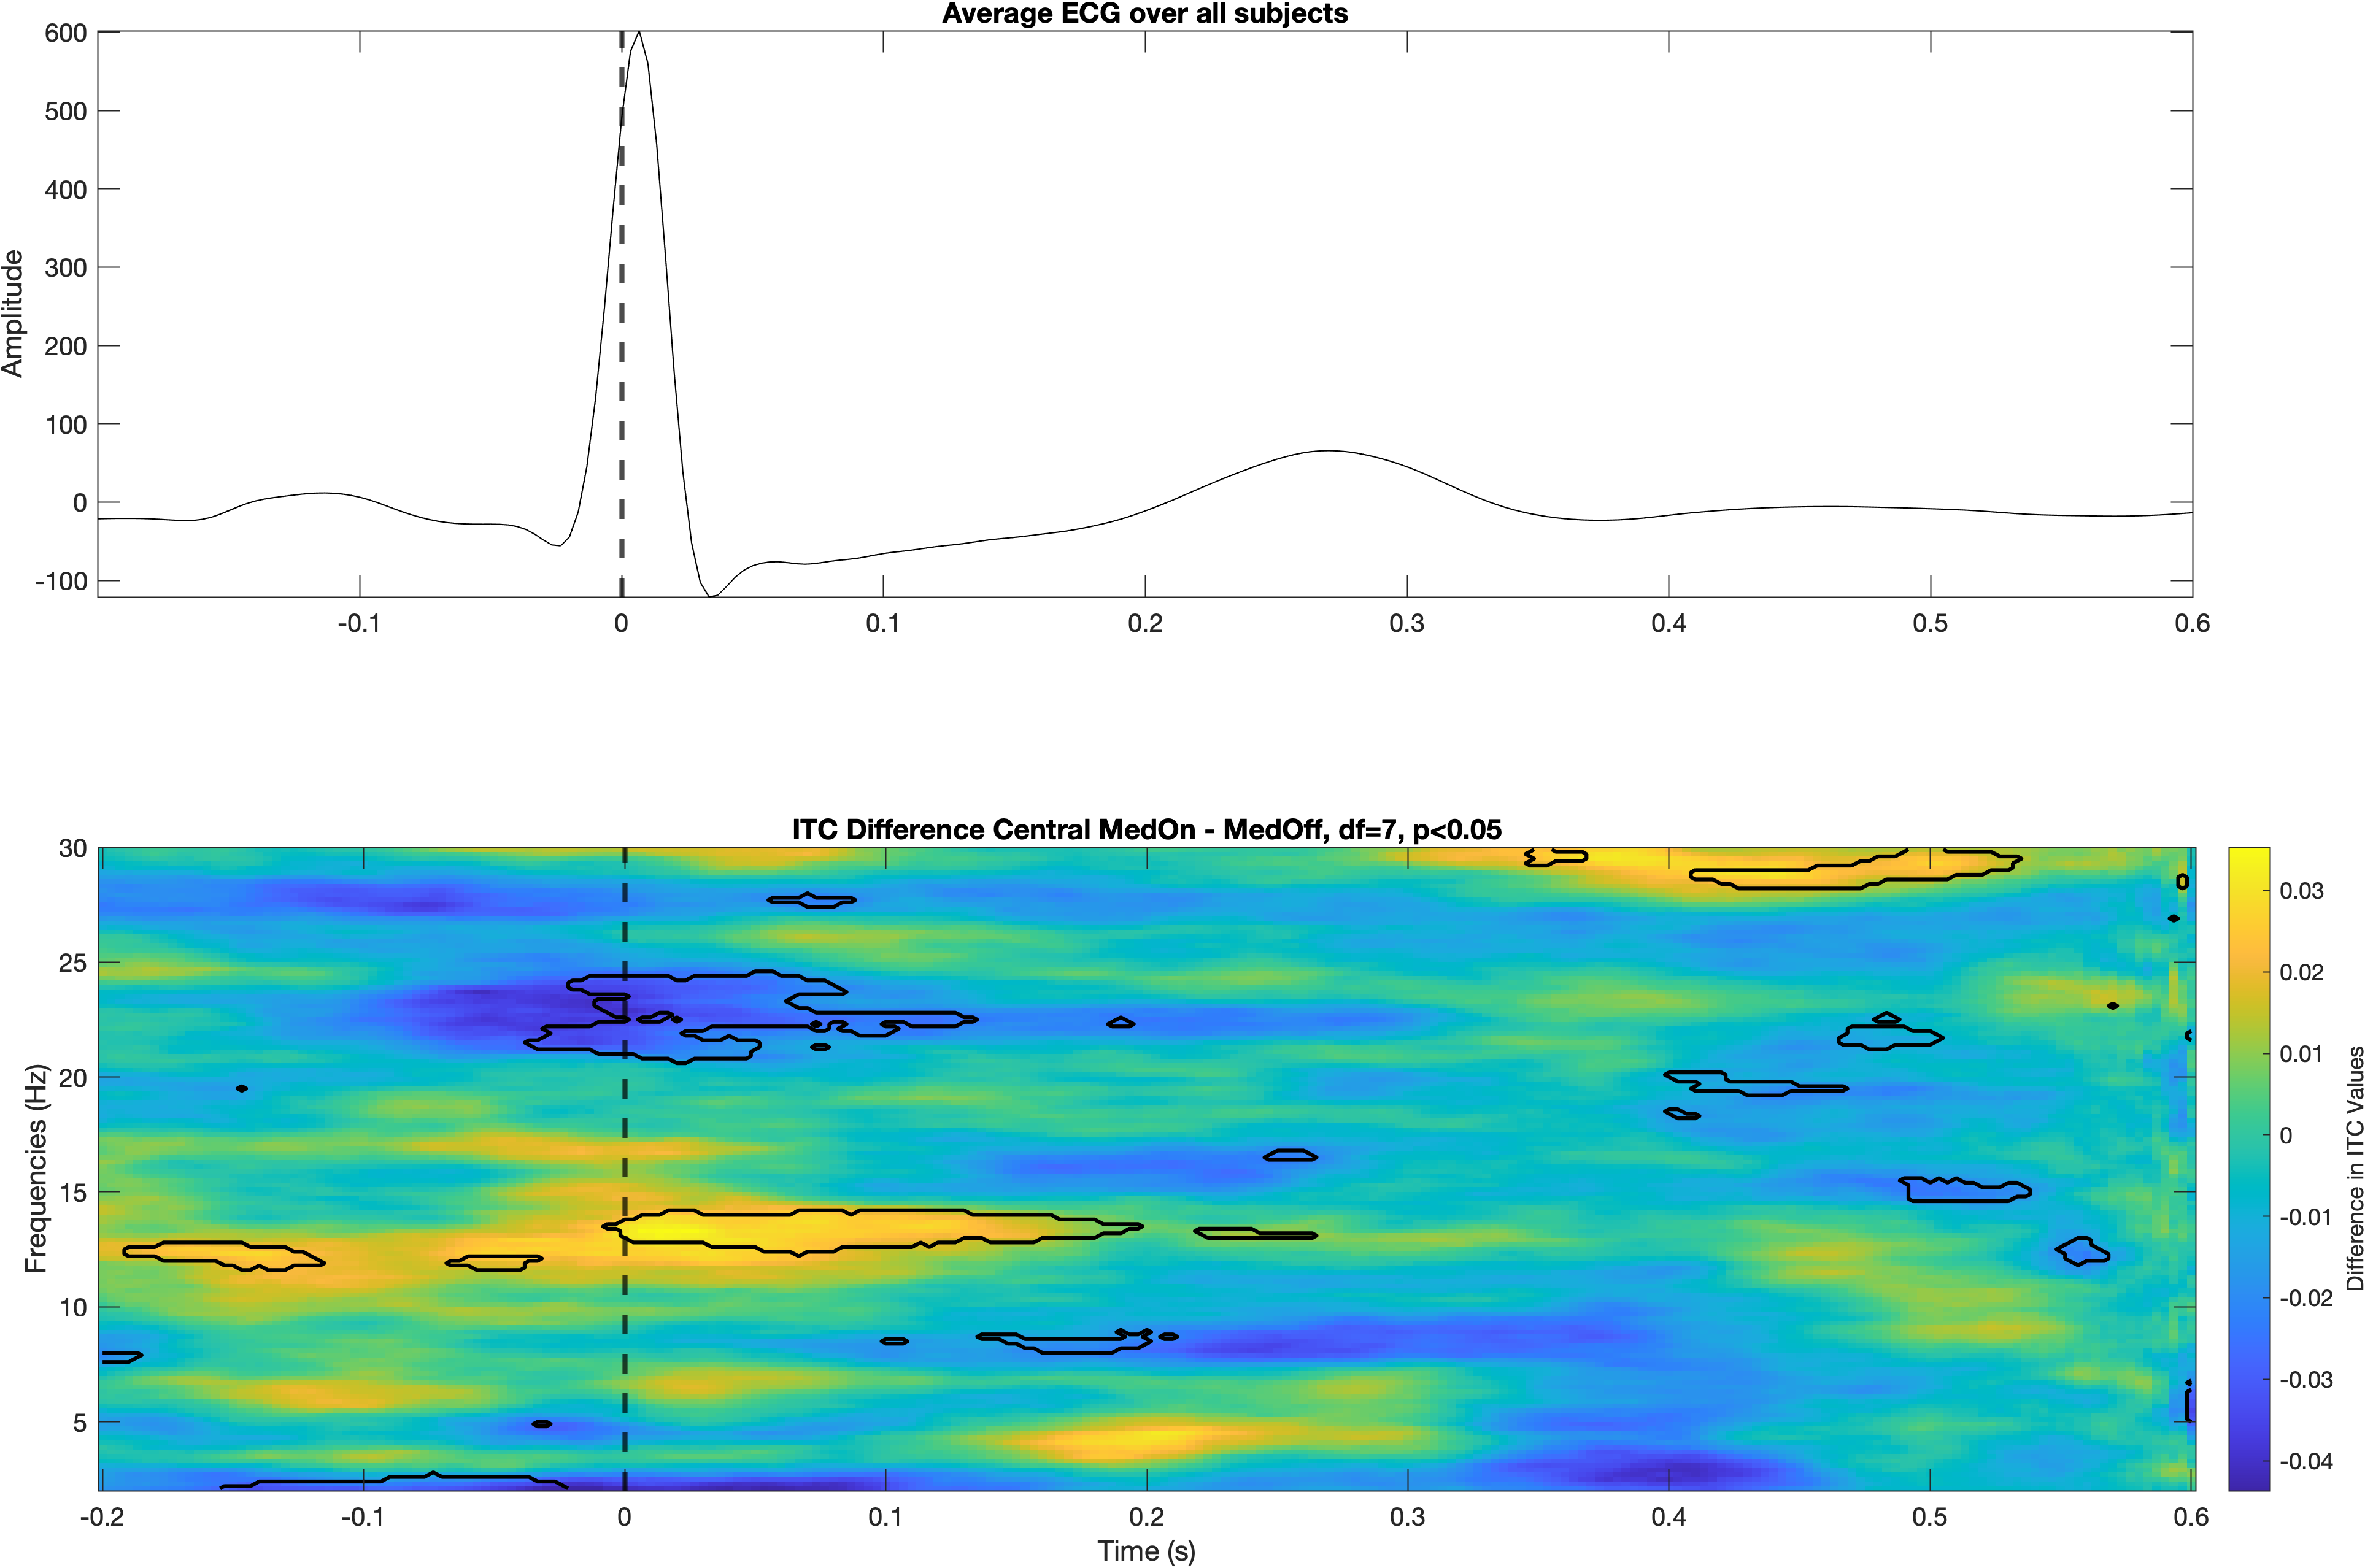 Average ECG over all subjects
600
500
400
300
200
100
0
-100
Amplitude
-0.1 0 0.1 0.2 0.3 0.4 0.5 0.6
ITC Difference Central MedOn - MedOff, df=7, p<0.05
30
25
20
15
10
5
Frequencies (Hz)
-0.2 -0.1 0 0.1 0.2 0.3 0.4 0.5 0.6
Time (s)
0.03
0.02
0.01
0
-0.01
-0.02
-0.03
-0.04
Difference in ITC Values